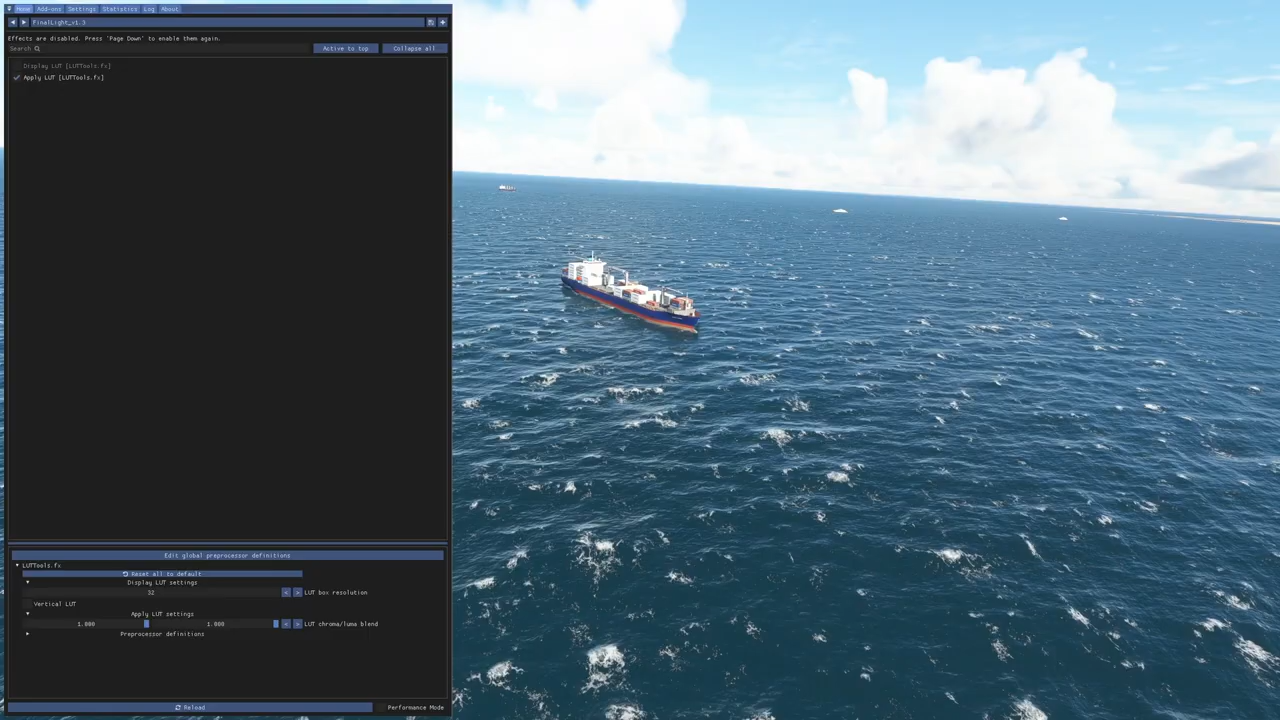 Home Add-ons Settings Statistics Log About
FinalLight_v1.3
Effects are disabled. Press 'Page Down' to enable them again.
Search Active to top Collapse all
Display LUT [LUTTools.fx]
Apply LUT [LUTTools.fx]
Edit global preprocessor definitions
LUTTools.fx
Reset all to default
Display LUT settings
32 < > LUT box resolution
Vertical LUT
Apply LUT settings
1.000 1.000 < > LUT chroma/luma blend
Preprocessor definitions
Reload Performance Mode